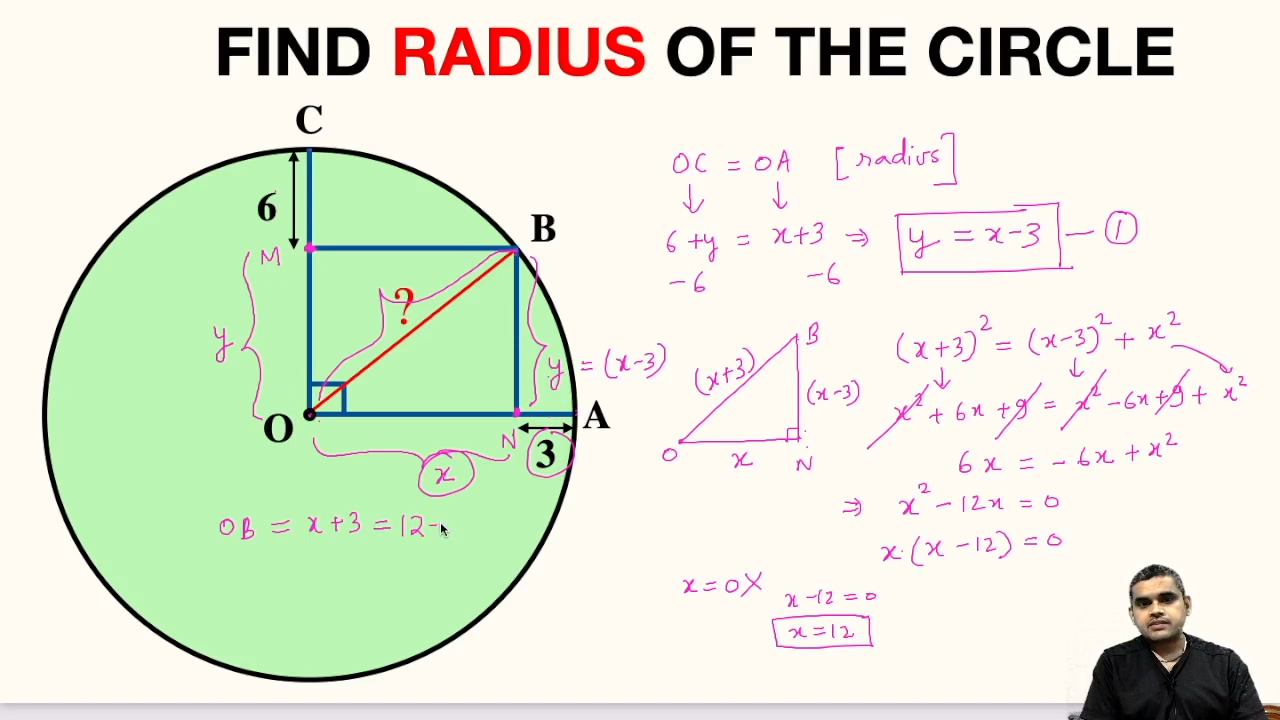 FIND RADIUS OF THE CIRCLE
C
6
B
M
?
y
y = (x-3)
O
N
A
3
x
OB = x+3 = 12-
OC = OA [radius]
↓ ↓
6+y = x+3 ⇒ y = x-3 — ①
-6 -6
B
(x+3)
(x-3)
O
x
N
(x+3)² = (x-3)² + x²
x² + 6x + 9 = x² - 6x + 9 + x²
6x = -6x + x²
⇒ x² - 12x = 0
x·(x-12) = 0
x=0 X
x-12=0
x=12